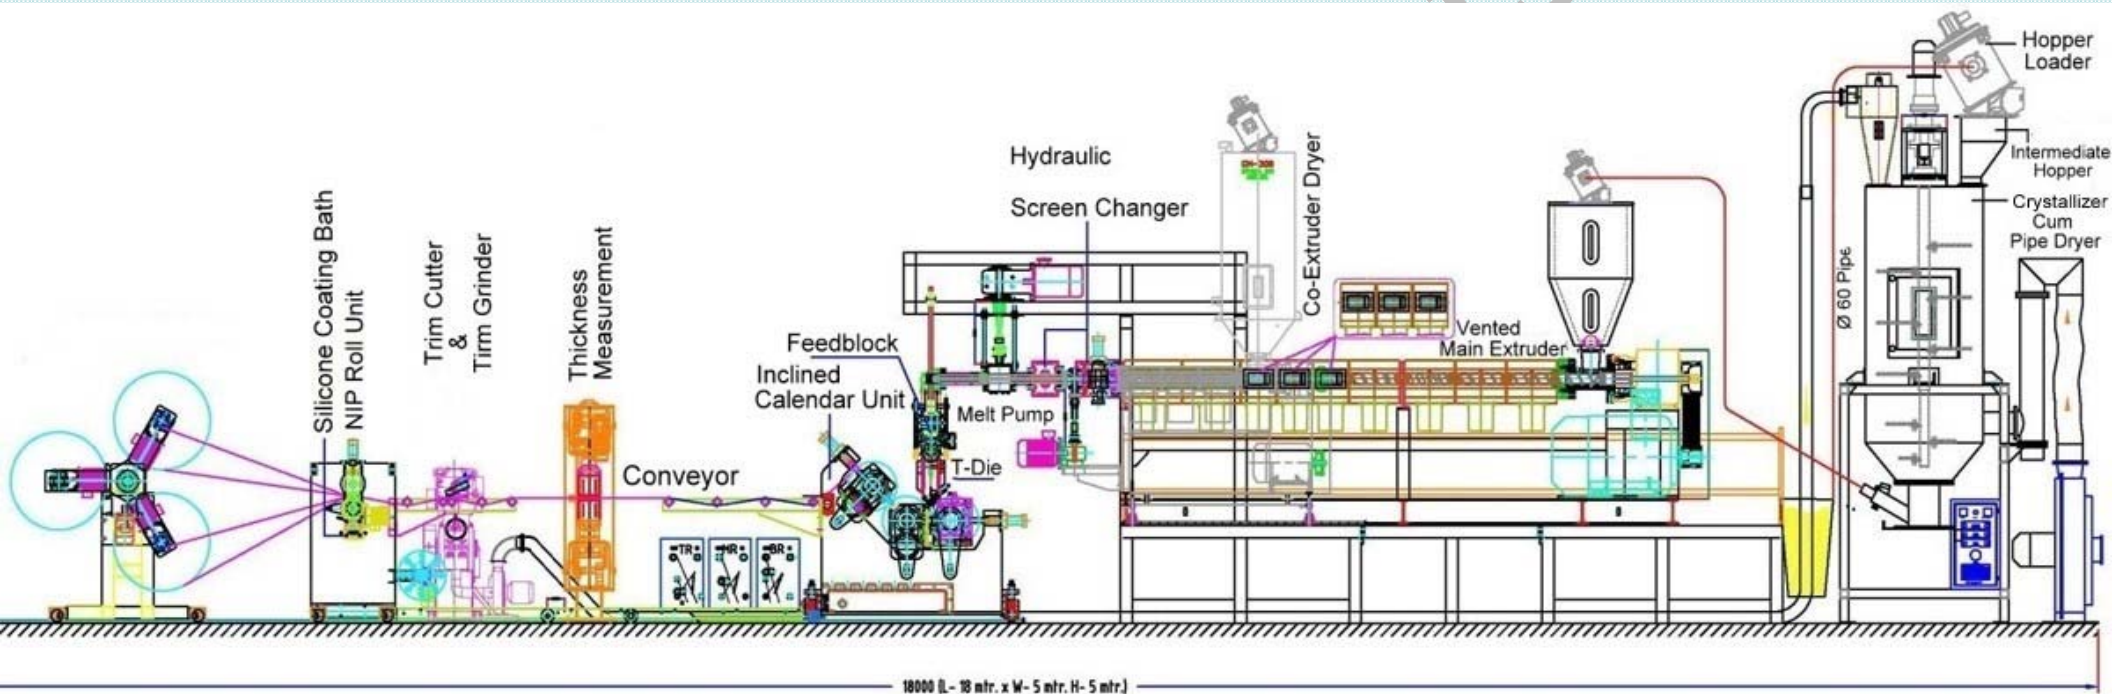 Hopper
Loader
Intermediate
Hopper
Crystallizer
Cum
Pipe Dryer
Ø 60 Pipe
Vented
Main Extruder
Co-Extruder Dryer
Hydraulic
Screen Changer
Feedblock
Inclined
Calendar Unit
Melt Pump
T-Die
Conveyor
Thickness
Measurement
Trim Cutter
&
Tirm Grinder
Silicone Coating Bath
NIP Roll Unit
TR
MR
BR
18000 (L- 18 mtr. x W- 5 mtr. H- 5 mtr.)